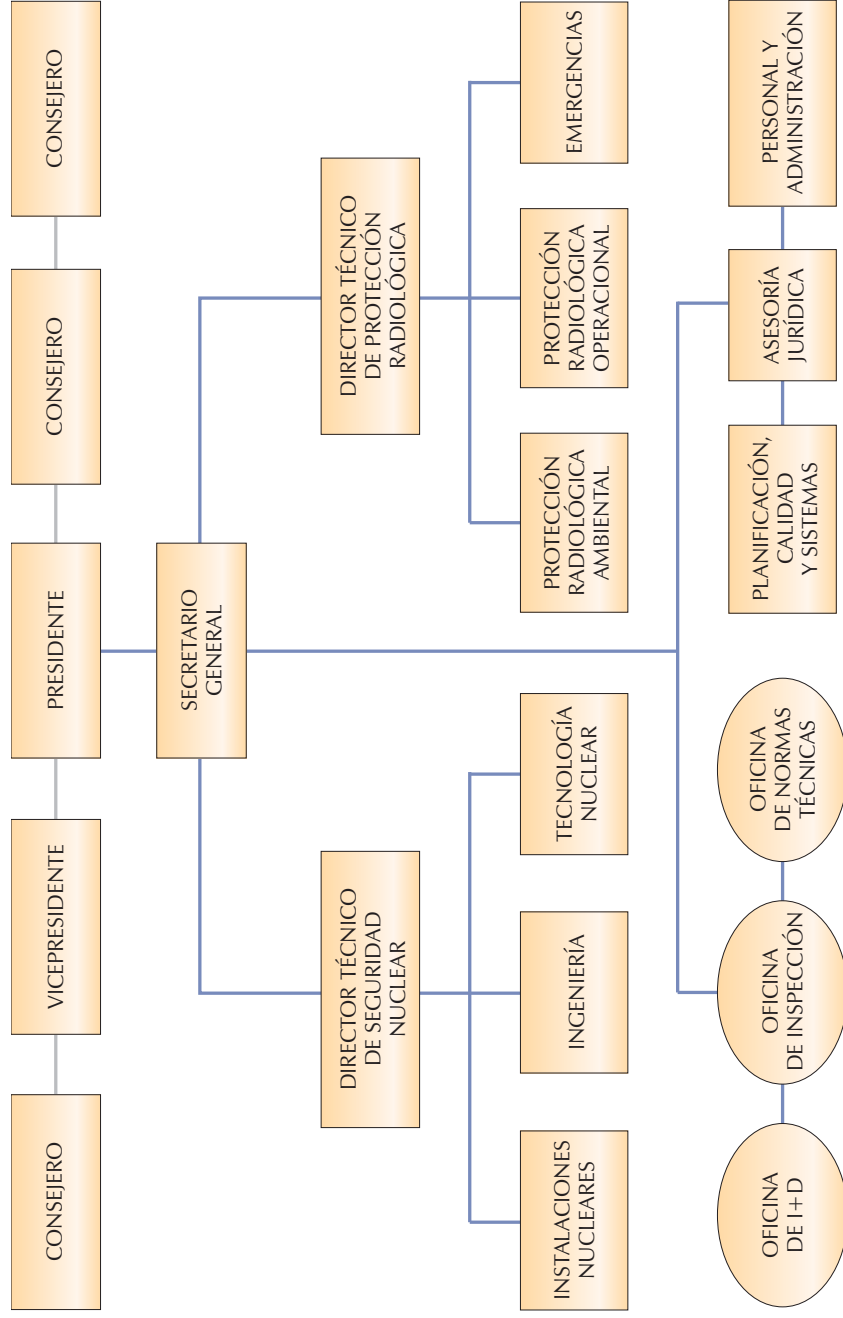 CONSEJERO
VICEPRESIDENTE
PRESIDENTE
CONSEJERO
CONSEJERO
SECRETARIO
GENERAL
DIRECTOR TÉCNICO
DE SEGURIDAD
NUCLEAR
DIRECTOR TÉCNICO
DE PROTECCIÓN
RADIOLÓGICA
INSTALACIONES
NUCLEARES
INGENIERÍA
TECNOLOGÍA
NUCLEAR
PROTECCIÓN
RADIOLÓGICA
AMBIENTAL
PROTECCIÓN
RADIOLÓGICA
OPERACIONAL
EMERGENCIAS
OFICINA
DE I+D
OFICINA
DE INSPECCIÓN
OFICINA
DE NORMAS
TÉCNICAS
PLANIFICACIÓN,
CALIDAD
Y SISTEMAS
ASESORÍA
JURÍDICA
PERSONAL Y
ADMINISTRACIÓN